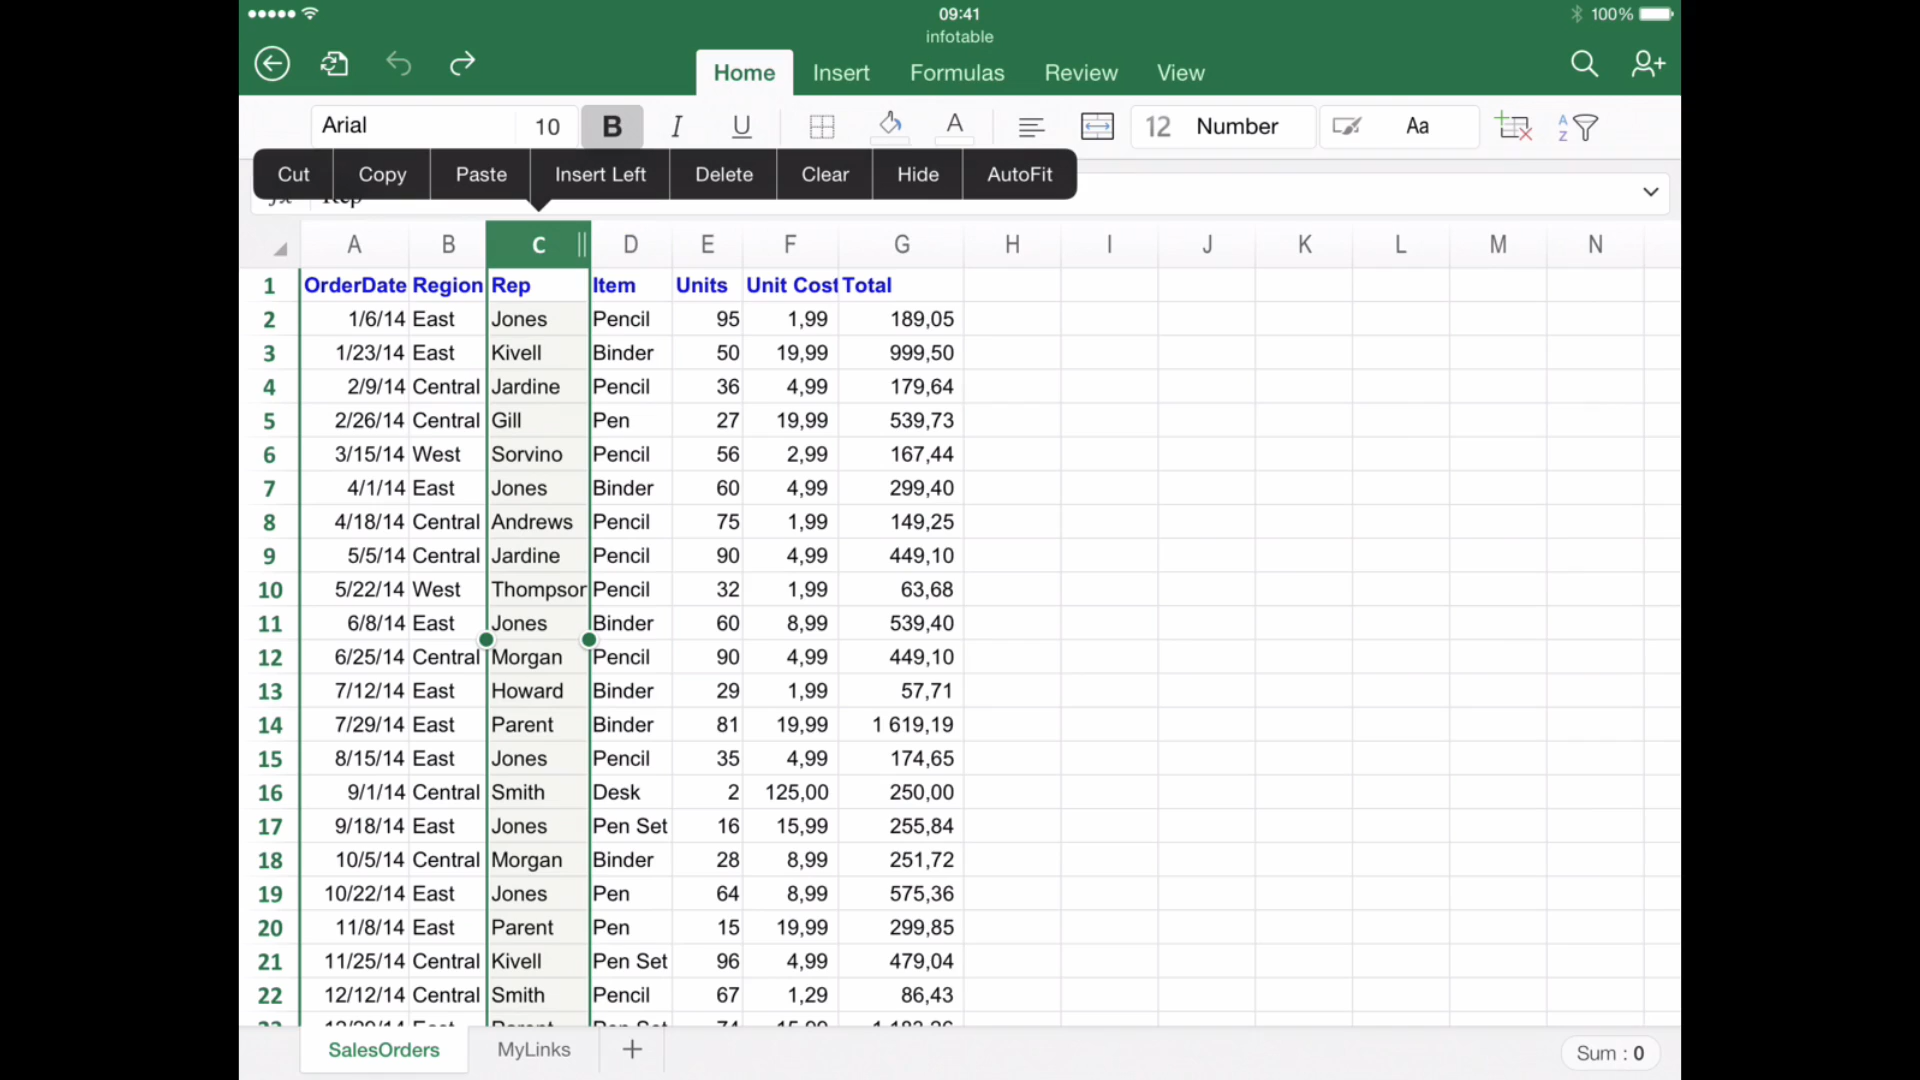 09:41
100%
infotable
Home Insert Formulas Review View
Arial 10 B I U A 12 Number Aa A Z
Cut Copy Paste Insert Left Delete Clear Hide AutoFit
A B C D E F G H I J K L M N
1 OrderDate Region Rep Item Units Unit Cost Total
2 1/6/14 East Jones Pencil 95 1,99 189,05
3 1/23/14 East Kivell Binder 50 19,99 999,50
4 2/9/14 Central Jardine Pencil 36 4,99 179,64
5 2/26/14 Central Gill Pen 27 19,99 539,73
6 3/15/14 West Sorvino Pencil 56 2,99 167,44
7 4/1/14 East Jones Binder 60 4,99 299,40
8 4/18/14 Central Andrews Pencil 75 1,99 149,25
9 5/5/14 Central Jardine Pencil 90 4,99 449,10
10 5/22/14 West Thompson Pencil 32 1,99 63,68
11 6/8/14 East Jones Binder 60 8,99 539,40
12 6/25/14 Central Morgan Pencil 90 4,99 449,10
13 7/12/14 East Howard Binder 29 1,99 57,71
14 7/29/14 East Parent Binder 81 19,99 1 619,19
15 8/15/14 East Jones Pencil 35 4,99 174,65
16 9/1/14 Central Smith Desk 2 125,00 250,00
17 9/18/14 East Jones Pen Set 16 15,99 255,84
18 10/5/14 Central Morgan Binder 28 8,99 251,72
19 10/22/14 East Jones Pen 64 8,99 575,36
20 11/8/14 East Parent Pen 15 19,99 299,85
21 11/25/14 Central Kivell Pen Set 96 4,99 479,04
22 12/12/14 Central Smith Pencil 67 1,29 86,43
SalesOrders MyLinks +
Sum : 0